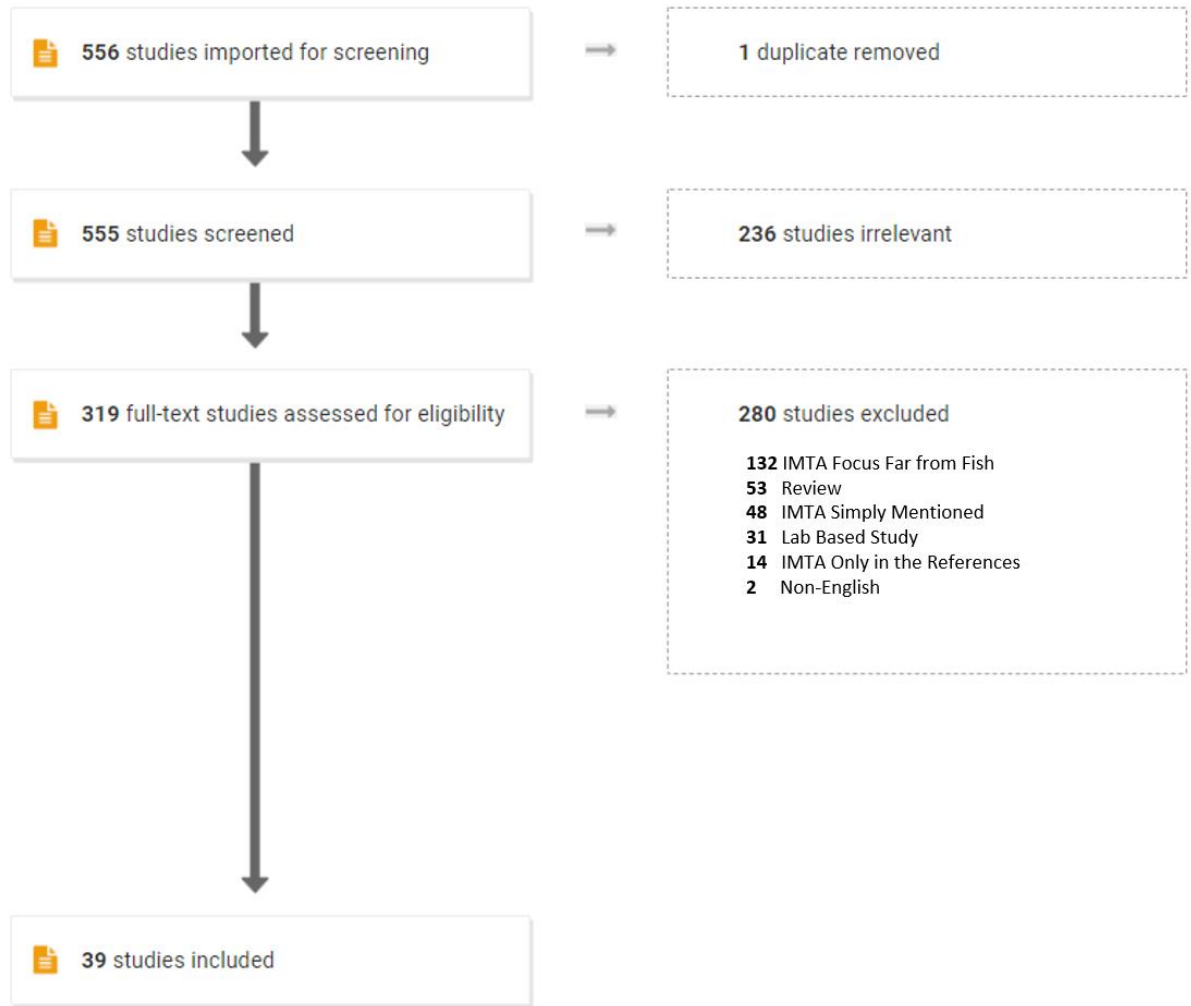 556 studies imported for screening
1 duplicate removed
555 studies screened
236 studies irrelevant
319 full-text studies assessed for eligibility
280 studies excluded
132 IMTA Focus Far from Fish
53 Review
48 IMTA Simply Mentioned
31 Lab Based Study
14 IMTA Only in the References
2 Non-English
39 studies included